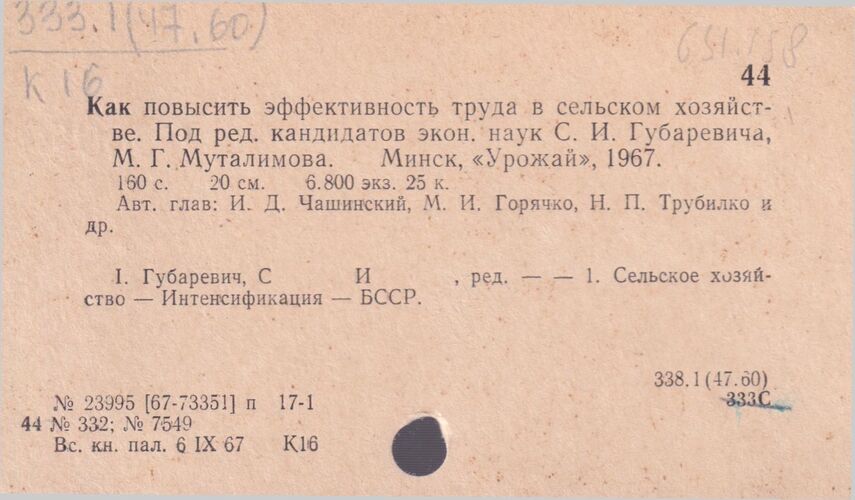 333.1(47.60)
К 16
631.158
44
Как повысить эффективность труда в сельском хозяйст-
ве. Под ред. кандидатов экон. наук С. И. Губаревича,
М. Г. Муталимова. Минск, «Урожай», 1967.
160 с. 20 см. 6.800 экз. 25 к.
Авт. глав: И. Д. Чашинский, М. И. Горячко, Н. П. Трубилко и
др.
I. Губаревич, С И , ред. — — 1. Сельское хозяй-
ство — Интенсификация — БССР.
338.1(47.60)
333С
№ 23995 [67-73351] п 17-1
44 № 332; № 7549
Вс. кн. пал. 6 IX 67 К16